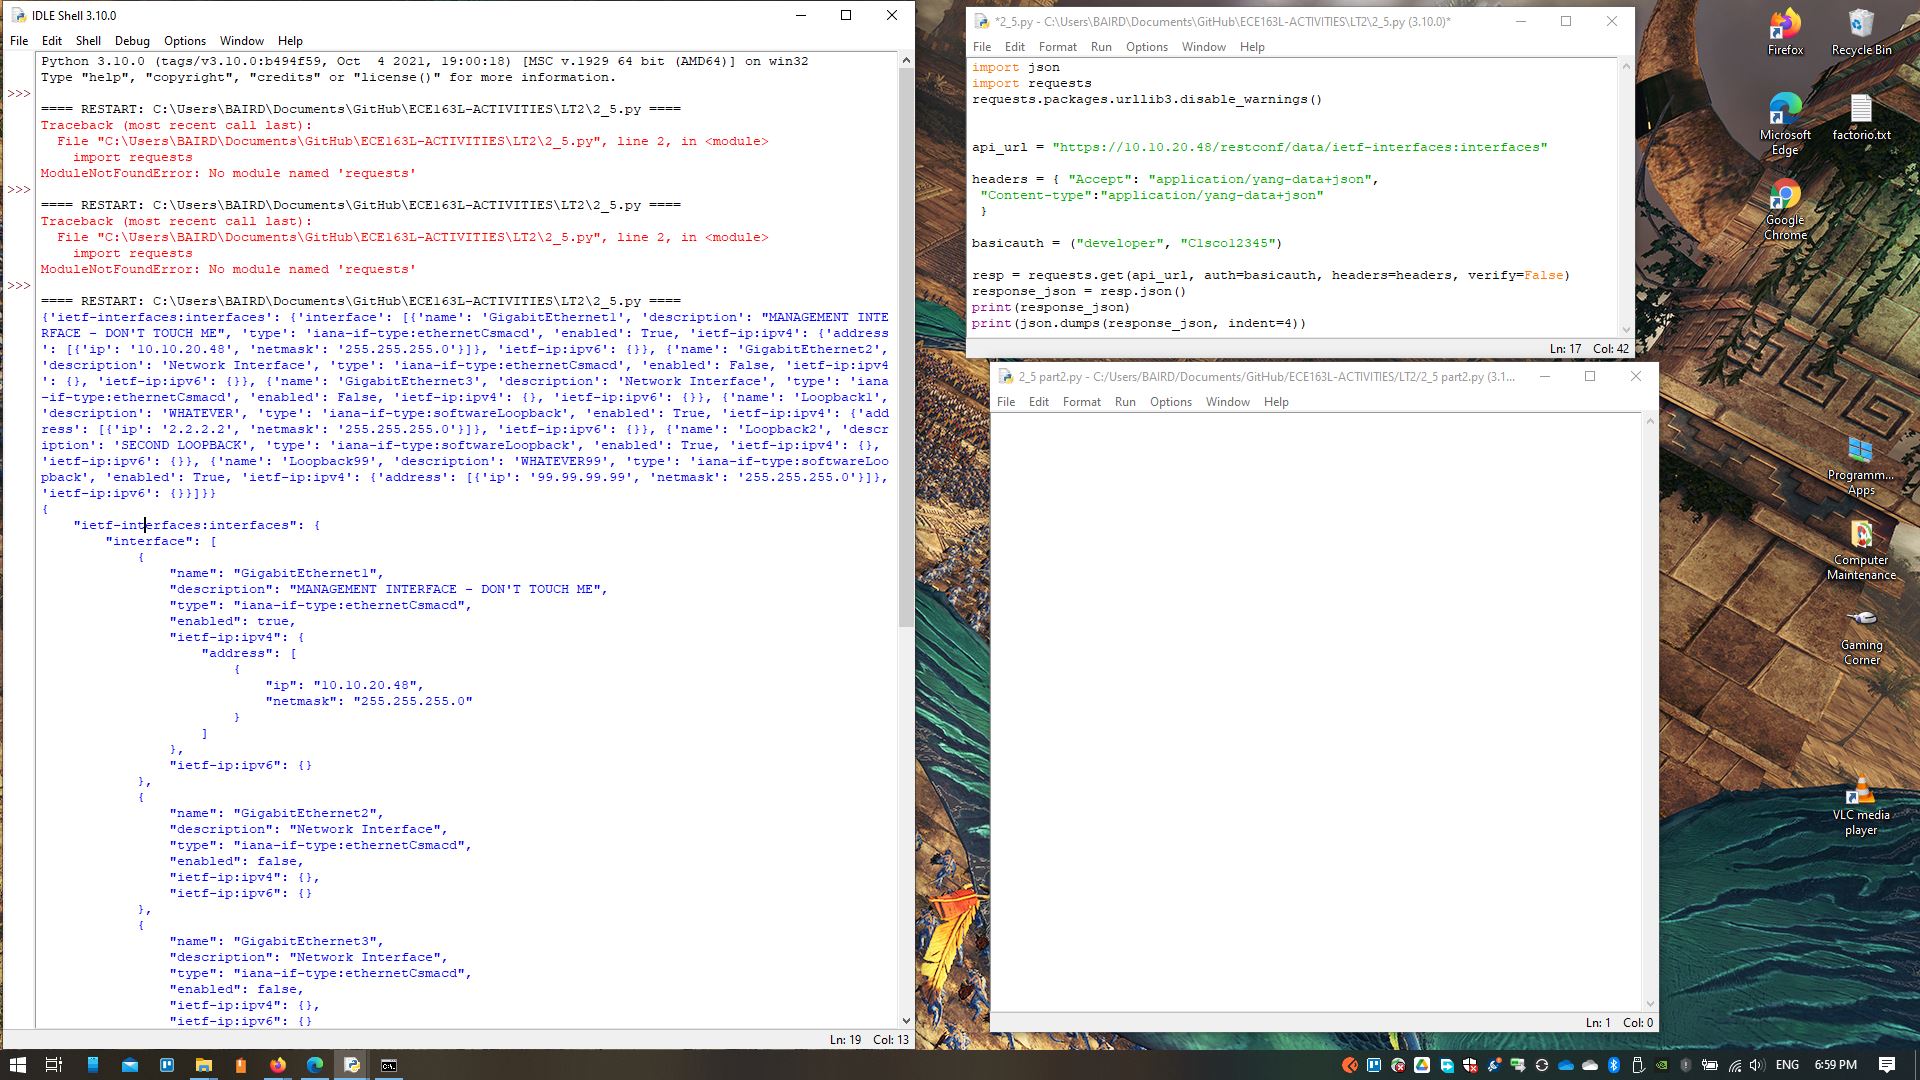 IDLE Shell 3.10.0
File Edit Shell Debug Options Window Help
Python 3.10.0 (tags/v3.10.0:b494f59, Oct  4 2021, 19:00:18) [MSC v.1929 64 bit (AMD64)] on win32
Type "help", "copyright", "credits" or "license()" for more information.
>>>
==== RESTART: C:\Users\BAIRD\Documents\GitHub\ECE163L-ACTIVITIES\LT2\2_5.py ====
Traceback (most recent call last):
  File "C:\Users\BAIRD\Documents\GitHub\ECE163L-ACTIVITIES\LT2\2_5.py", line 2, in <module>
    import requests
ModuleNotFoundError: No module named 'requests'
>>>
==== RESTART: C:\Users\BAIRD\Documents\GitHub\ECE163L-ACTIVITIES\LT2\2_5.py ====
Traceback (most recent call last):
  File "C:\Users\BAIRD\Documents\GitHub\ECE163L-ACTIVITIES\LT2\2_5.py", line 2, in <module>
    import requests
ModuleNotFoundError: No module named 'requests'
>>>
==== RESTART: C:\Users\BAIRD\Documents\GitHub\ECE163L-ACTIVITIES\LT2\2_5.py ====
{'ietf-interfaces:interfaces': {'interface': [{'name': 'GigabitEthernet1', 'description': "MANAGEMENT INTE
RFACE - DON'T TOUCH ME", 'type': 'iana-if-type:ethernetCsmacd', 'enabled': True, 'ietf-ip:ipv4': {'address
': [{'ip': '10.10.20.48', 'netmask': '255.255.255.0'}]}, 'ietf-ip:ipv6': {}}, {'name': 'GigabitEthernet2',
'description': 'Network Interface', 'type': 'iana-if-type:ethernetCsmacd', 'enabled': False, 'ietf-ip:ipv4
': {}, 'ietf-ip:ipv6': {}}, {'name': 'GigabitEthernet3', 'description': 'Network Interface', 'type': 'iana
-if-type:ethernetCsmacd', 'enabled': False, 'ietf-ip:ipv4': {}, 'ietf-ip:ipv6': {}}, {'name': 'Loopback1',
'description': 'WHATEVER', 'type': 'iana-if-type:softwareLoopback', 'enabled': True, 'ietf-ip:ipv4': {'add
ress': [{'ip': '2.2.2.2', 'netmask': '255.255.255.0'}]}, 'ietf-ip:ipv6': {}}, {'name': 'Loopback2', 'descr
iption': 'SECOND LOOPBACK', 'type': 'iana-if-type:softwareLoopback', 'enabled': True, 'ietf-ip:ipv4': {},
'ietf-ip:ipv6': {}}, {'name': 'Loopback99', 'description': 'WHATEVER99', 'type': 'iana-if-type:softwareLoo
pback', 'enabled': True, 'ietf-ip:ipv4': {'address': [{'ip': '99.99.99.99', 'netmask': '255.255.255.0'}]},
'ietf-ip:ipv6': {}}]}}
{
    "ietf-interfaces:interfaces": {
        "interface": [
            {
                "name": "GigabitEthernet1",
                "description": "MANAGEMENT INTERFACE - DON'T TOUCH ME",
                "type": "iana-if-type:ethernetCsmacd",
                "enabled": true,
                "ietf-ip:ipv4": {
                    "address": [
                        {
                            "ip": "10.10.20.48",
                            "netmask": "255.255.255.0"
                        }
                    ]
                },
                "ietf-ip:ipv6": {}
            },
            {
                "name": "GigabitEthernet2",
                "description": "Network Interface",
                "type": "iana-if-type:ethernetCsmacd",
                "enabled": false,
                "ietf-ip:ipv4": {},
                "ietf-ip:ipv6": {}
            },
            {
                "name": "GigabitEthernet3",
                "description": "Network Interface",
                "type": "iana-if-type:ethernetCsmacd",
                "enabled": false,
                "ietf-ip:ipv4": {},
                "ietf-ip:ipv6": {}
Ln: 19 Col: 13
*2_5.py - C:\Users\BAIRD\Documents\GitHub\ECE163L-ACTIVITIES\LT2\2_5.py (3.10.0)*
File Edit Format Run Options Window Help
import json
import requests
requests.packages.urllib3.disable_warnings()
api_url = "https://10.10.20.48/restconf/data/ietf-interfaces:interfaces"
headers = { "Accept": "application/yang-data+json",
 "Content-type":"application/yang-data+json"
 }
basicauth = ("developer", "C1sco12345")
resp = requests.get(api_url, auth=basicauth, headers=headers, verify=False)
response_json = resp.json()
print(response_json)
print(json.dumps(response_json, indent=4))
Ln: 17 Col: 42
2_5 part2.py - C:/Users/BAIRD/Documents/GitHub/ECE163L-ACTIVITIES/LT2/2_5 part2.py (3.1...
File Edit Format Run Options Window Help
Ln: 1 Col: 0
Firefox
Recycle Bin
Microsoft
Edge
factorio.txt
Google
Chrome
Programm...
Apps
Computer
Maintenance
Gaming
Corner
VLC media
player
ENG
6:59 PM